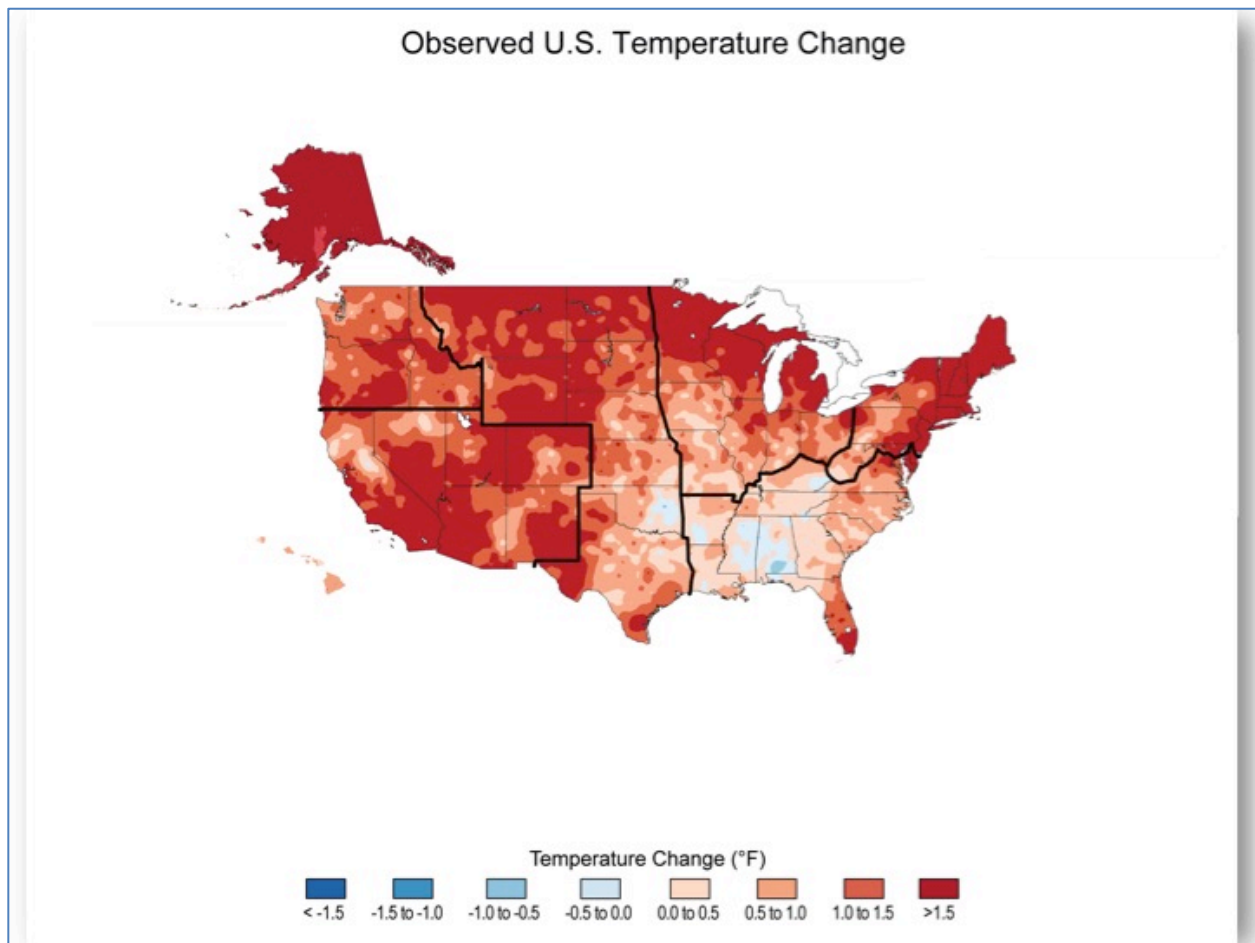 Observed U.S. Temperature Change
Temperature Change (°F)
< -1.5 -1.5 to -1.0 -1.0 to -0.5 -0.5 to 0.0 0.0 to 0.5 0.5 to 1.0 1.0 to 1.5 >1.5